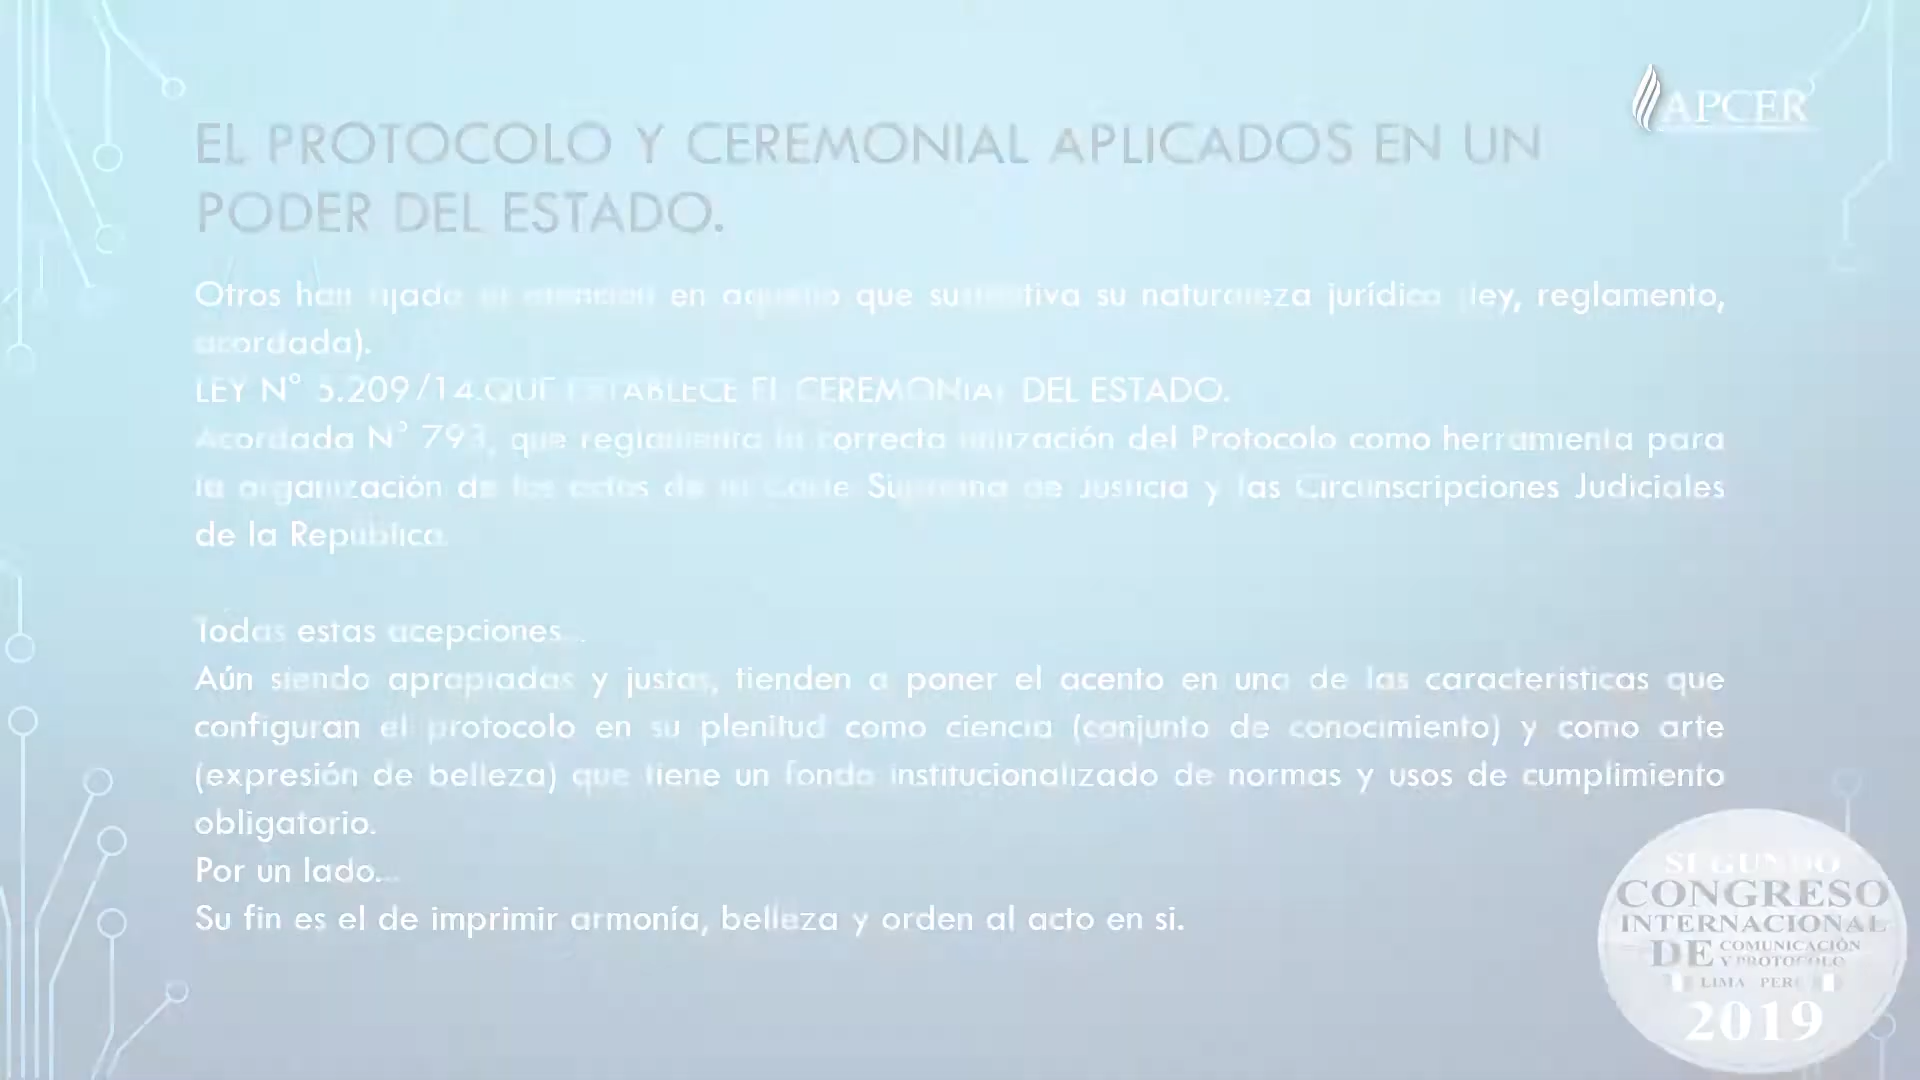 APCER
EL PROTOCOLO Y CEREMONIAL APLICADOS EN UN
PODER DEL ESTADO.
Otros han fijado la atención en aquello que su naturaleza jurídica ley, reglamento,
acordada).
LEY N° 5.209/14.QUE ESTABLECE EL CEREMONIAL DEL ESTADO.
Acordada N° 793, que reglamenta la correcta utilización del Protocolo como herramienta para
la organización de los actos de la Corte Suprema de Justicia y las Circunscripciones Judiciales
de la República.
Todas estas acepciones...
Aún siendo apropiadas y justas, tienden a poner el acento en una de las características que
configuran el protocolo en su plenitud como ciencia (conjunto de conocimiento) y como arte
(expresión de belleza) que tiene un fondo institucionalizado de normas y usos de cumplimiento
obligatorio.
Por un lado...
Su fin es el de imprimir armonía, belleza y orden al acto en si.
SEGUNDO
CONGRESO
INTERNACIONAL
DE COMUNICACIÓN
Y PROTOCOLO
LIMA PERÚ
2019